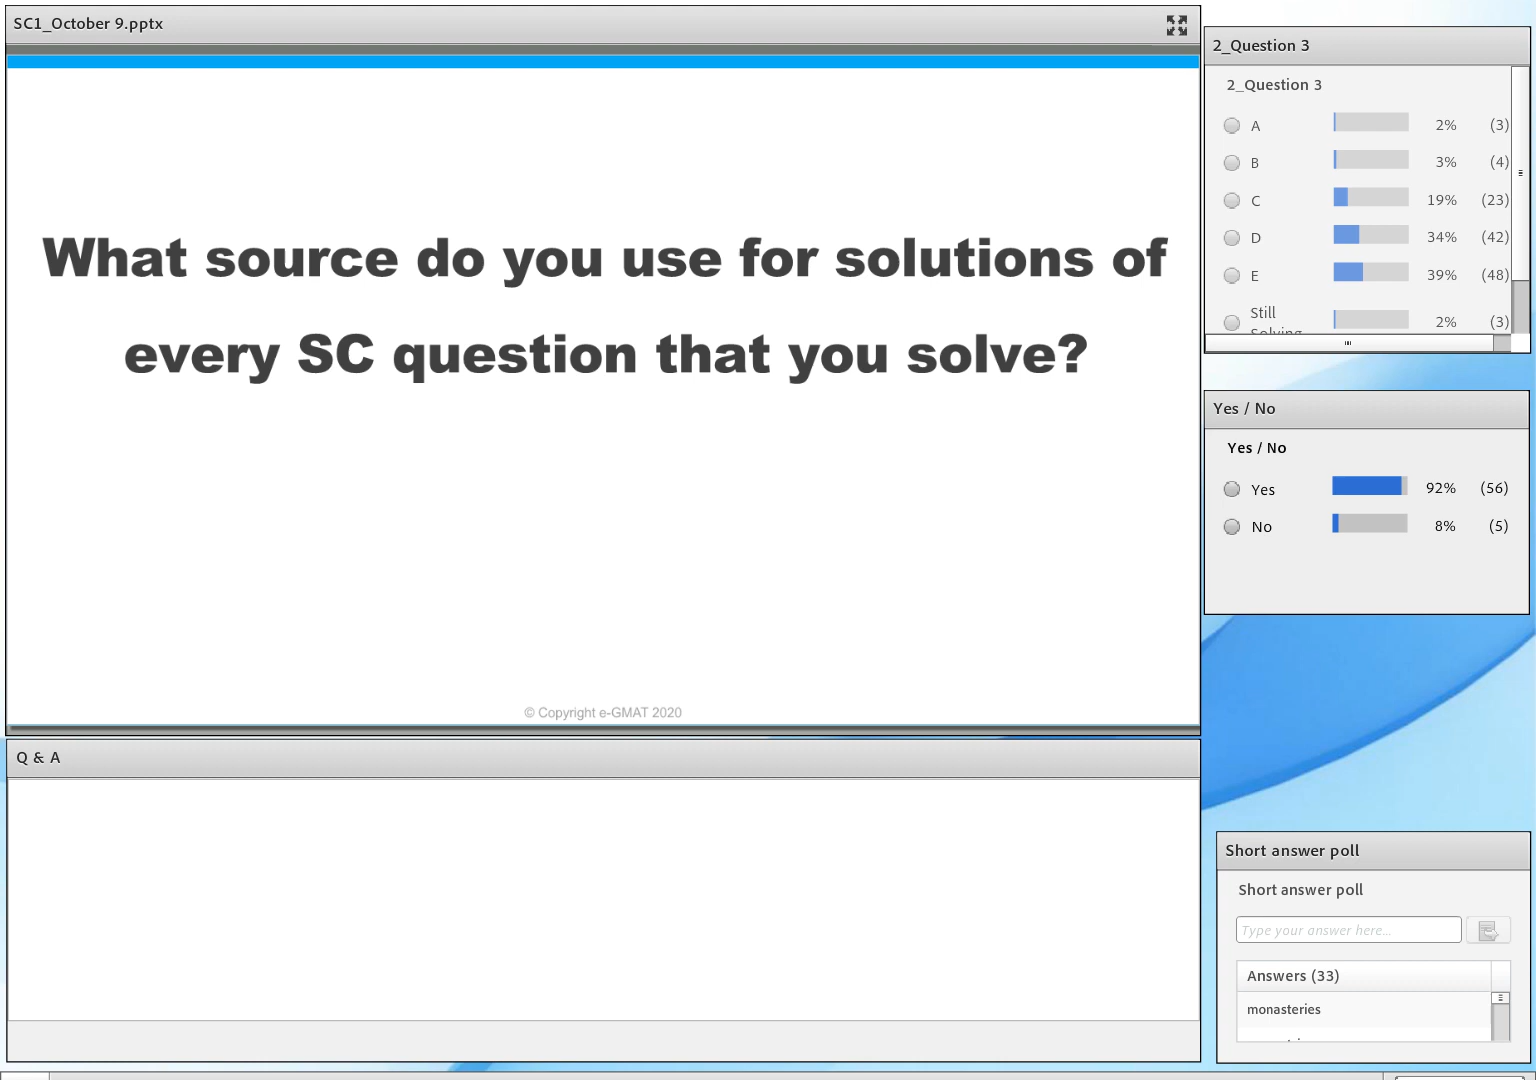 SC1_October 9.pptx
What source do you use for solutions of
every SC question that you solve?
© Copyright e-GMAT 2020
Q & A
2_Question 3
2_Question 3
A 2% (3)
B 3% (4)
C 19% (23)
D 34% (42)
E 39% (48)
Still
Solving 2% (3)
Yes / No
Yes / No
Yes 92% (56)
No 8% (5)
Short answer poll
Short answer poll
Type your answer here...
Answers (33)
monasteries